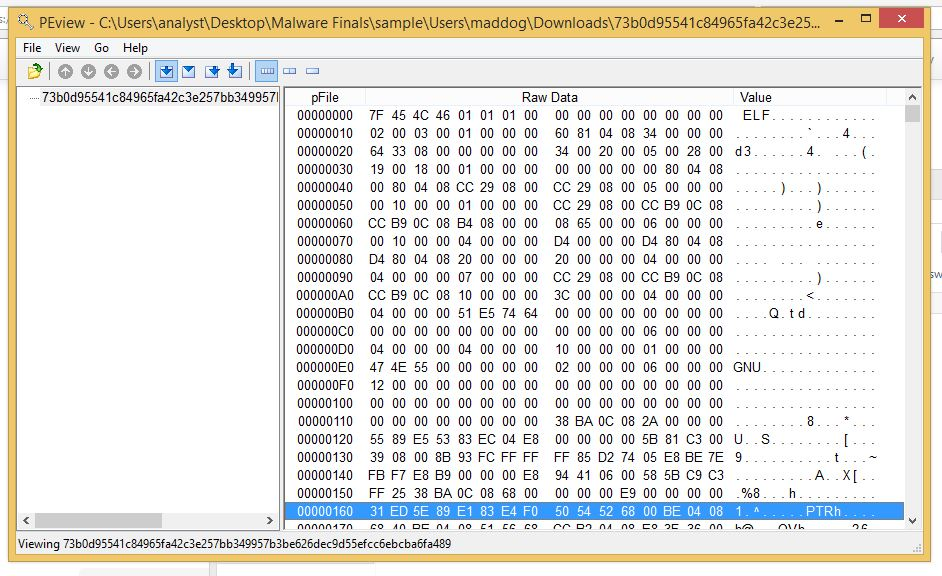 PEview - C:\Users\analyst\Desktop\Malware Finals\sample\Users\maddog\Downloads\73b0d95541c84965fa42c3e25...
File View Go Help
73b0d95541c84965fa42c3e257bb349957l
pFile Raw Data Value
00000000 7F 45 4C 46 01 01 01 00 00 00 00 00 00 00 00 00 .ELF............
00000010 02 00 03 00 01 00 00 00 60 81 04 08 34 00 00 00 ........`...4...
00000020 64 33 08 00 00 00 00 00 34 00 20 00 05 00 28 00 d3......4. ...(.
00000030 19 00 18 00 01 00 00 00 00 00 00 00 00 80 04 08 ................
00000040 00 80 04 08 CC 29 08 00 CC 29 08 00 05 00 00 00 .....)...)......
00000050 00 10 00 00 01 00 00 00 CC 29 08 00 CC B9 0C 08 .........)......
00000060 CC B9 0C 08 B4 08 00 00 08 65 00 00 06 00 00 00 .........e......
00000070 00 10 00 00 04 00 00 00 D4 00 00 00 D4 80 04 08 ................
00000080 D4 80 04 08 20 00 00 00 20 00 00 00 04 00 00 00 .... ... .......
00000090 04 00 00 00 07 00 00 00 CC 29 08 00 CC B9 0C 08 .........)......
000000A0 CC B9 0C 08 10 00 00 00 3C 00 00 00 04 00 00 00 ........<.......
000000B0 04 00 00 00 51 E5 74 64 00 00 00 00 00 00 00 00 ....Q.td........
000000C0 00 00 00 00 00 00 00 00 00 00 00 00 06 00 00 00 ................
000000D0 04 00 00 00 04 00 00 00 10 00 00 00 01 00 00 00 ................
000000E0 47 4E 55 00 00 00 00 00 02 00 00 00 06 00 00 00 GNU.............
000000F0 12 00 00 00 00 00 00 00 00 00 00 00 00 00 00 00 ................
00000100 00 00 00 00 00 00 00 00 00 00 00 00 00 00 00 00 ................
00000110 00 00 00 00 00 00 00 00 38 BA 0C 08 2A 00 00 00 ........8...*...
00000120 55 89 E5 53 83 EC 04 E8 00 00 00 00 5B 81 C3 00 U..S........[...
00000130 39 08 00 8B 93 FC FF FF FF 85 D2 74 05 E8 BE 7E 9..........t...~
00000140 FB F7 E8 B9 00 00 00 E8 94 41 06 00 58 5B C9 C3 .........A..X[..
00000150 FF 25 38 BA 0C 08 68 00 00 00 00 E9 00 00 00 00 .%8...h.........
00000160 31 ED 5E 89 E1 83 E4 F0 50 54 52 68 00 BE 04 08 1.^.....PTRh....
Viewing 73b0d95541c84965fa42c3e257bb349957b3be626dec9d55efcc6ebcba6fa489